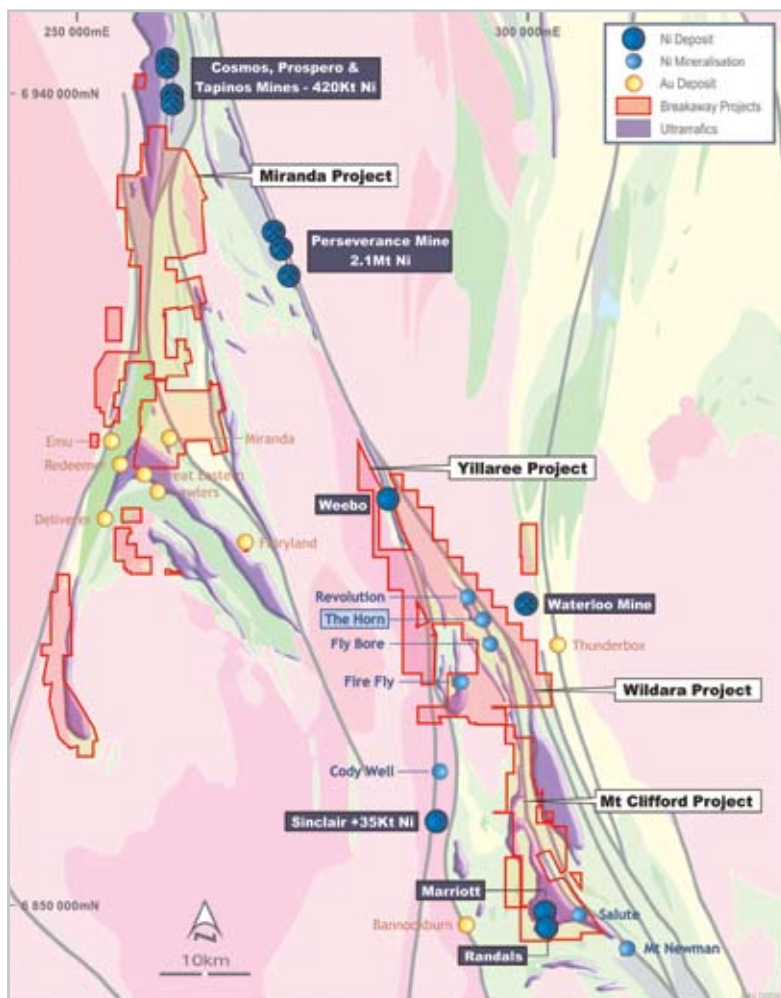 250 000mE
300 000mE
Ni Deposit
Ni Mineralisation
Au Deposit
Breakaway Projects
Ultramafics
Cosmos, Prospero &
Tapinos Mines - 420Kt Ni
6 940 000mN
Miranda Project
Perseverance Mine
2.1Mt Ni
Emu
Miranda
Redeemer
Great Eastern
Yillaree Project
Weebo
Fairyland
Revolution
The Horn
Fly Bore
Waterloo Mine
Thunderbox
Fire Fly
Wildara Project
Cody Well
Mt Clifford Project
Sinclair +35Kt Ni
Marriott
6 850 000mN
Bannockburn
Salute
Randals
Mt Newman
10km